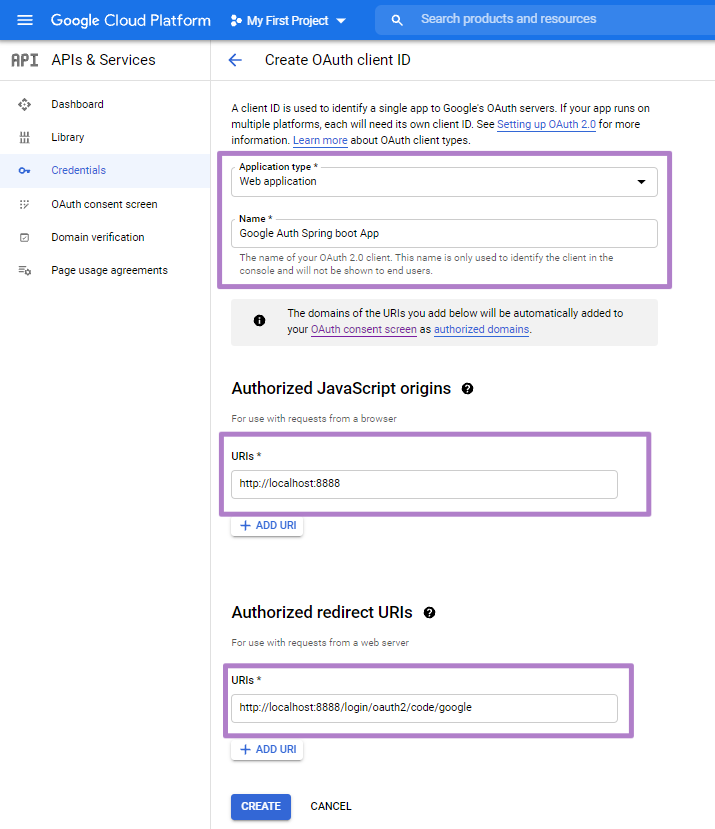 Google Cloud Platform
My First Project
Search products and resources
API
APIs & Services
Dashboard
Library
Credentials
OAuth consent screen
Domain verification
Page usage agreements
Create OAuth client ID
A client ID is used to identify a single app to Google's OAuth servers. If your app runs on
multiple platforms, each will need its own client ID. See Setting up OAuth 2.0 for more
information. Learn more about OAuth client types.
Application type *
Web application
Name *
Google Auth Spring boot App
The name of your OAuth 2.0 client. This name is only used to identify the client in the
console and will not be shown to end users.
The domains of the URIs you add below will be automatically added to
your OAuth consent screen as authorized domains.
Authorized JavaScript origins
For use with requests from a browser
URIs *
http://localhost:8888
+ ADD URI
Authorized redirect URIs
For use with requests from a web server
URIs *
http://localhost:8888/login/oauth2/code/google
+ ADD URI
CREATE
CANCEL